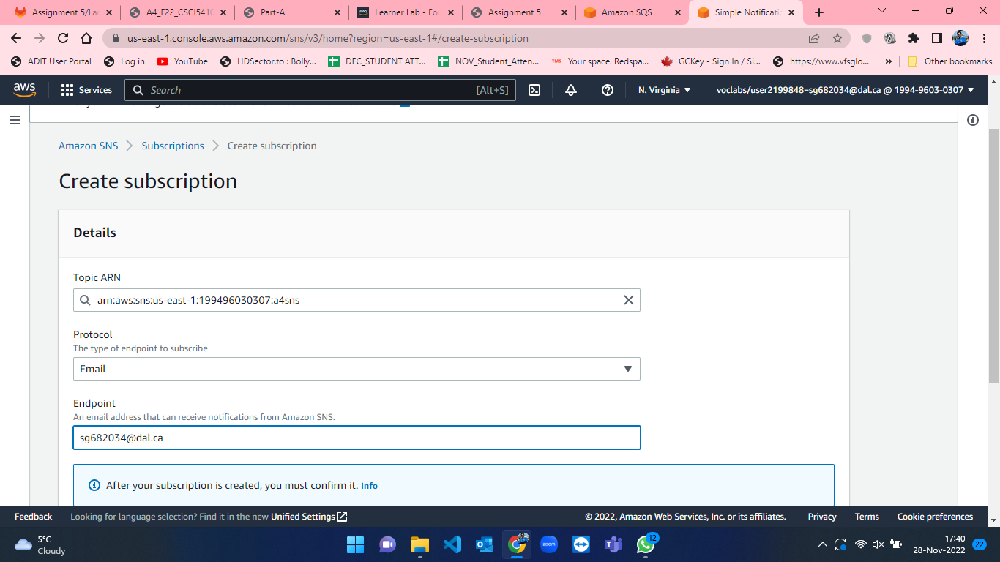 Assignment 5/La
A4_F22_CSCI541
Part-A
Learner Lab - Fou
Assignment 5
Amazon SQS
Simple Notificati
us-east-1.console.aws.amazon.com/sns/v3/home?region=us-east-1#/create-subscription
ADIT User Portal
Log in
YouTube
HDSector.to : Bolly...
DEC_STUDENT ATT...
NOV_Student_Atten...
TMS
Your space. Redspa...
GCKey - Sign In / Si...
https://www.vfsglo...
»
Other bookmarks
aws
Services
Search
[Alt+S]
N. Virginia
voclabs/user2199848=sg682034@dal.ca @ 1994-9603-0307
Amazon SNS
Subscriptions
Create subscription
Create subscription
Details
Topic ARN
arn:aws:sns:us-east-1:199496030307:a4sns
Protocol
The type of endpoint to subscribe
Email
Endpoint
An email address that can receive notifications from Amazon SNS.
sg682034@dal.ca
After your subscription is created, you must confirm it. Info
Feedback
Looking for language selection? Find it in the new Unified Settings
© 2022, Amazon Web Services, Inc. or its affiliates.
Privacy
Terms
Cookie preferences
5°C
Cloudy
zoom
12
17:40
28-Nov-2022
22